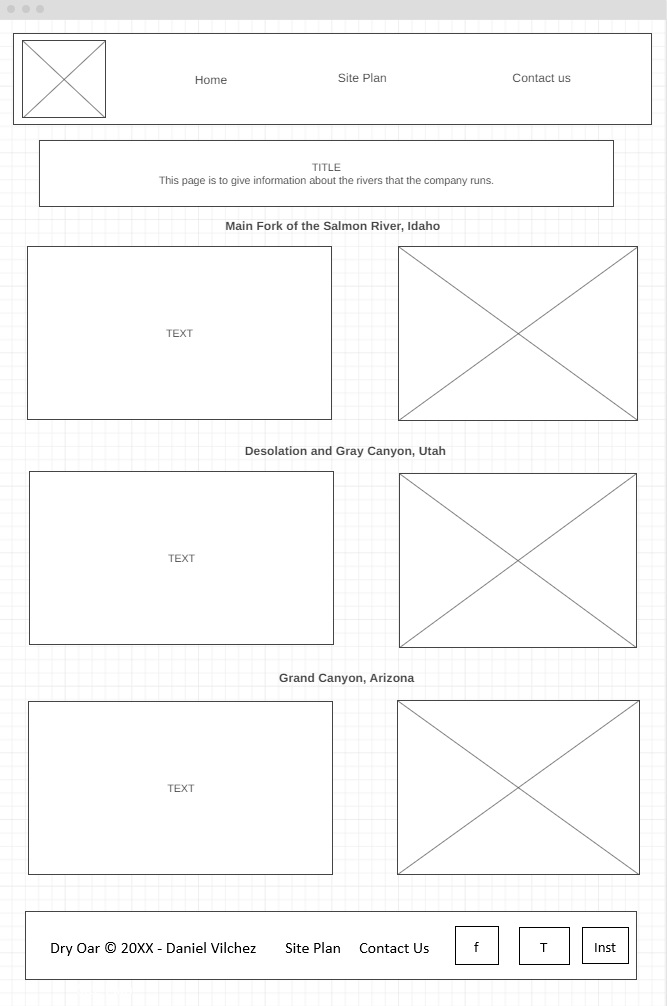 Home Site Plan Contact us
TITLE
This page is to give information about the rivers that the company runs.
Main Fork of the Salmon River, Idaho
TEXT
Desolation and Gray Canyon, Utah
TEXT
Grand Canyon, Arizona
TEXT
Dry Oar © 20XX - Daniel Vilchez Site Plan Contact Us f T Inst